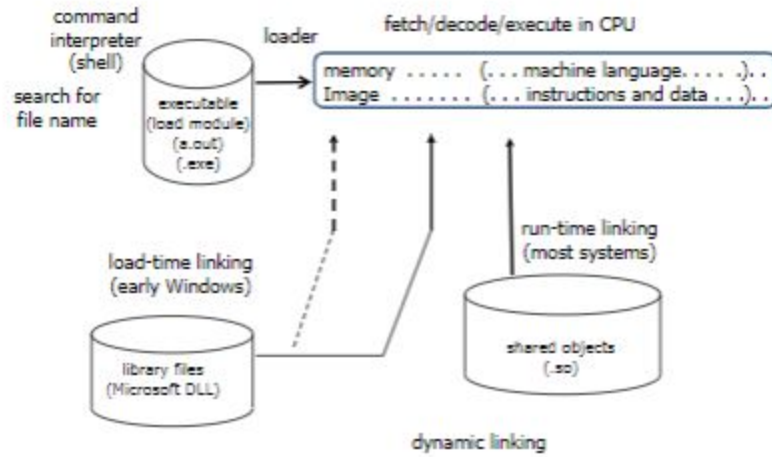 command
interpreter
(shell)
loader
fetch/decode/execute in CPU
search for
file name
executable
(load module)
(a.out)
(.exe)
memory . . . . . (. . . machine language. . . . .). .
Image . . . . . . . (. . . instructions and data . . .). .
load-time linking
(early Windows)
run-time linking
(most systems)
library files
(Microsoft DLL)
shared objects
(.so)
dynamic linking